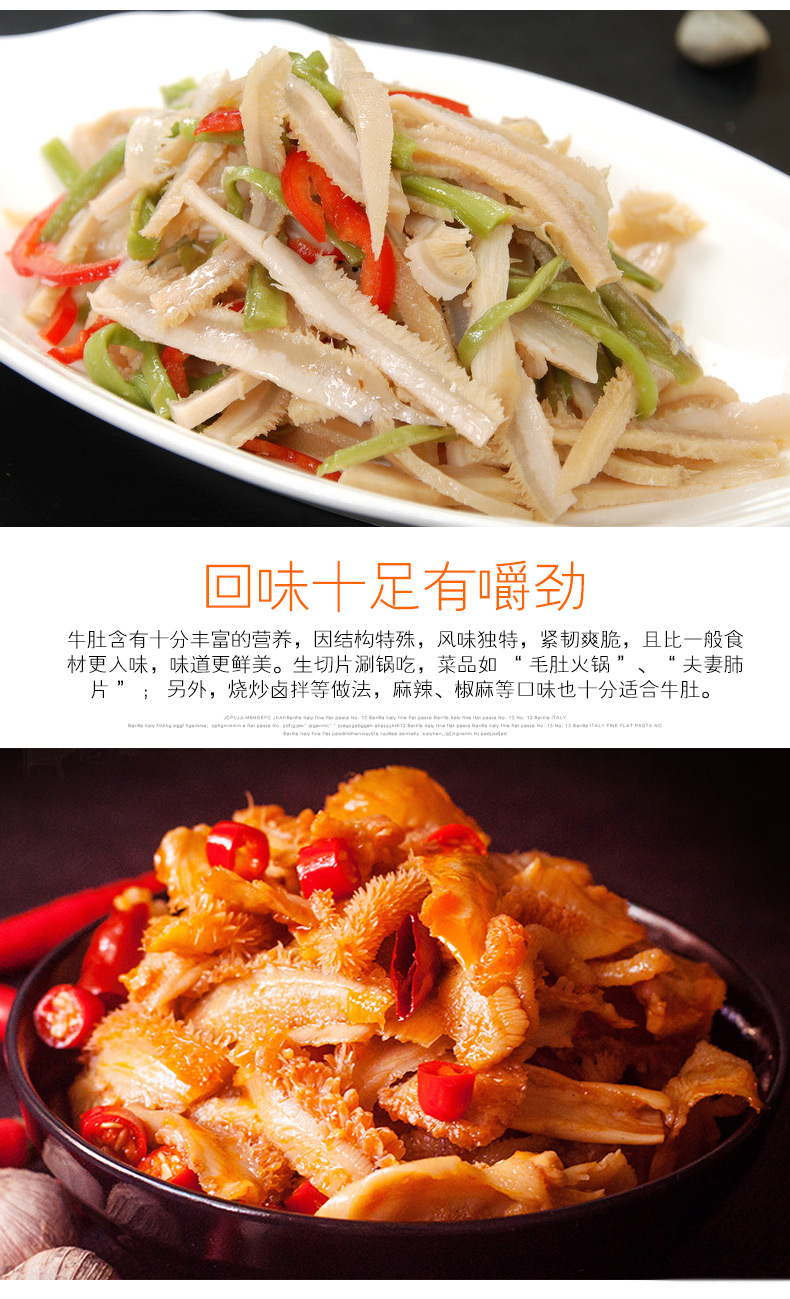 回味十足有嚼劲
牛肚含有十分丰富的营养，因结构特殊，风味独特，紧韧爽脆，且比一般食
材更入味，味道更鲜美。生切片涮锅吃，菜品如“毛肚火锅”、“夫妻肺
片”；另外，烧炒卤拌等做法，麻辣、椒麻等口味也十分适合牛肚。